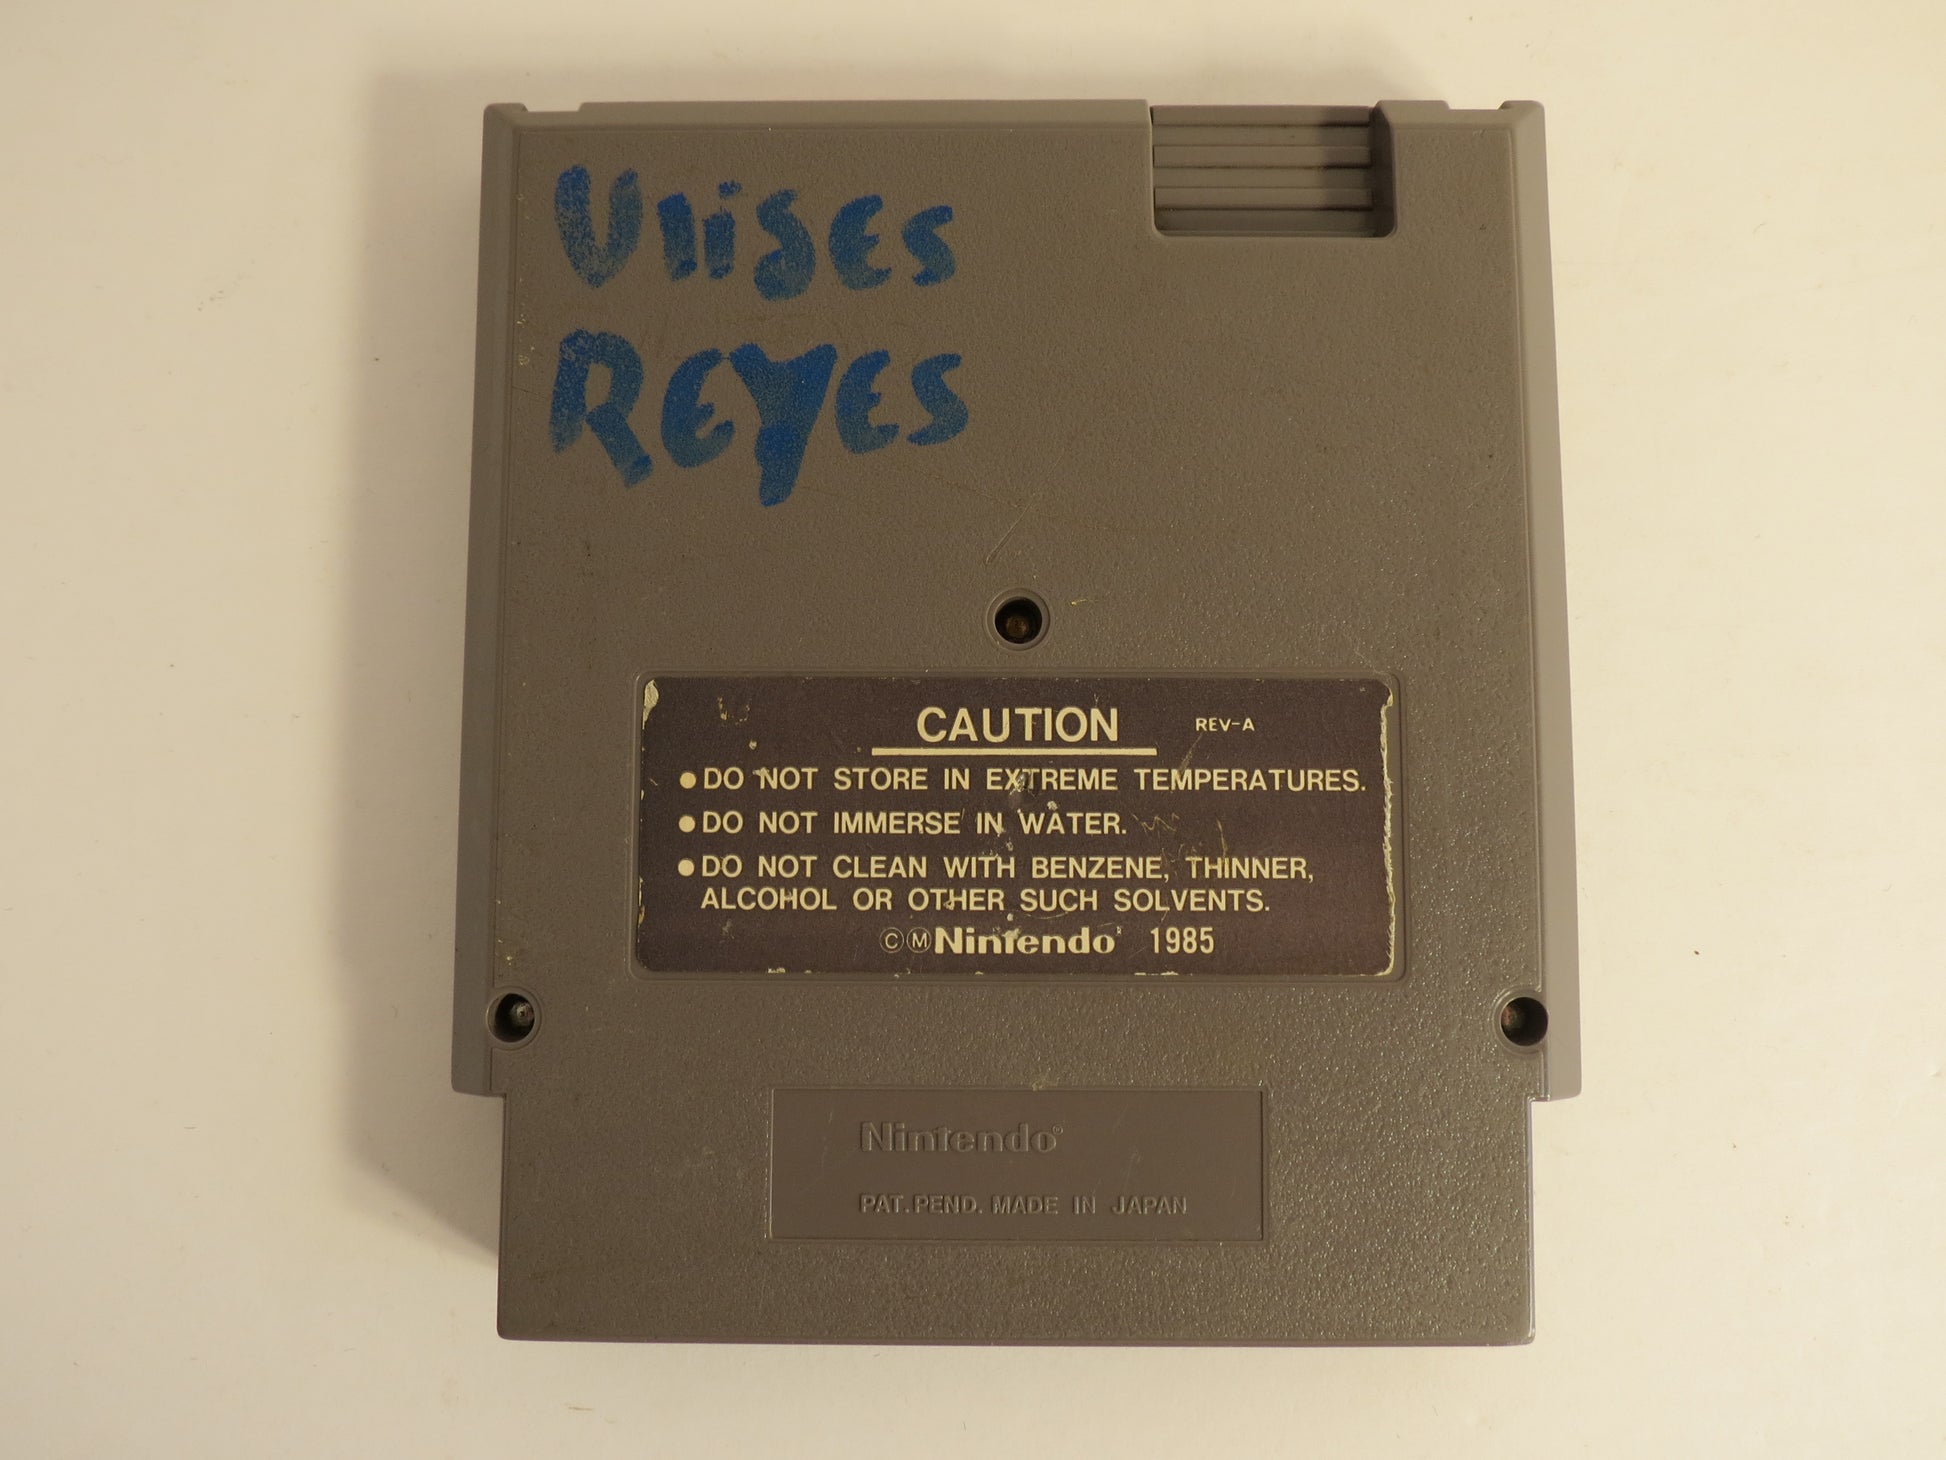 Ulises
REYES
CAUTION REV-A
●DO NOT STORE IN EXTREME TEMPERATURES.
●DO NOT IMMERSE IN WATER.
●DO NOT CLEAN WITH BENZENE, THINNER,
ALCOHOL OR OTHER SUCH SOLVENTS.
ⒸⓂNintendo® 1985
Nintendo®
PAT.PEND. MADE IN JAPAN